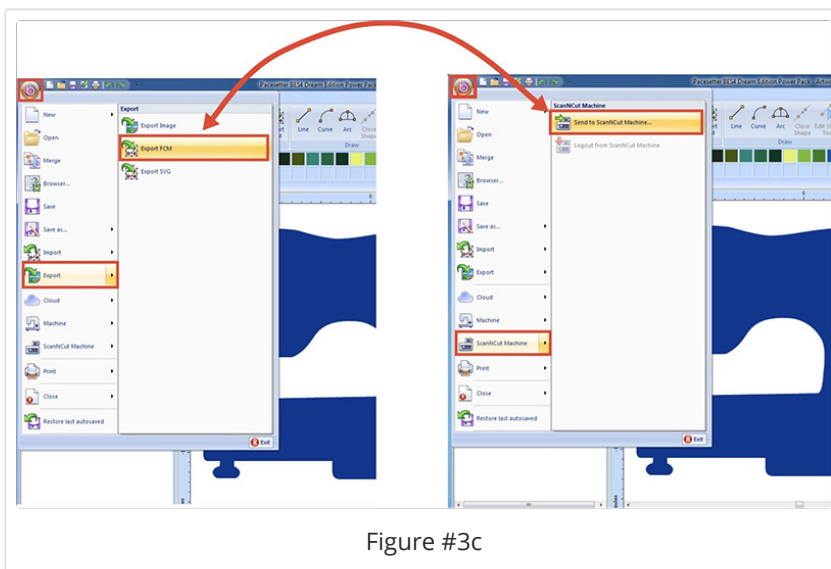 Pacesetter BES4 Dream Edition Power Pack
New
Open
Merge
Browser...
Save
Save as...
Import
Export
Cloud
Machine
ScanNCut Machine
Print
Close
Restore last autosaved
Export
Export Image
Export FCM
Export SVG
Exit
Line Curve Arc Close
Shape
Draw
Pacesetter BES4 Dream Edition Power Pack - Artwo
New
Open
Merge
Browser...
Save
Save as...
Import
Export
Cloud
Machine
ScanNCut Machine
Print
Close
Restore last autosaved
ScanNCut Machine
Send to ScanNCut Machine...
Logout from ScanNCut Machine
Exit
Line Curve Arc Close Edit
Shape
Draw
Figure #3c